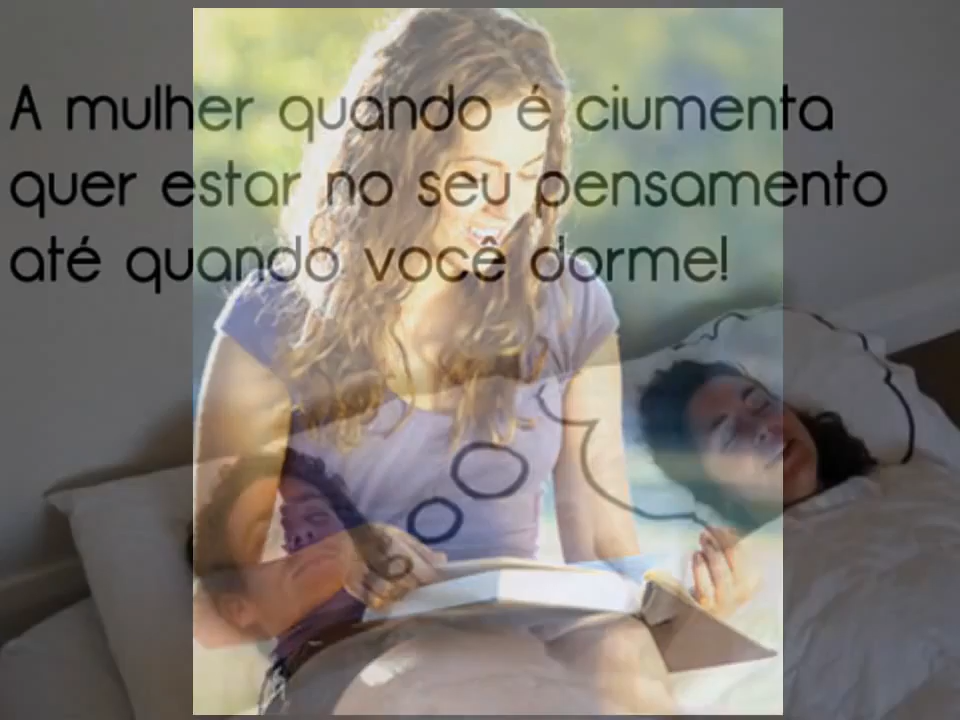 A mulher quando é ciumenta
quer estar no seu pensamento
até quando você dorme!